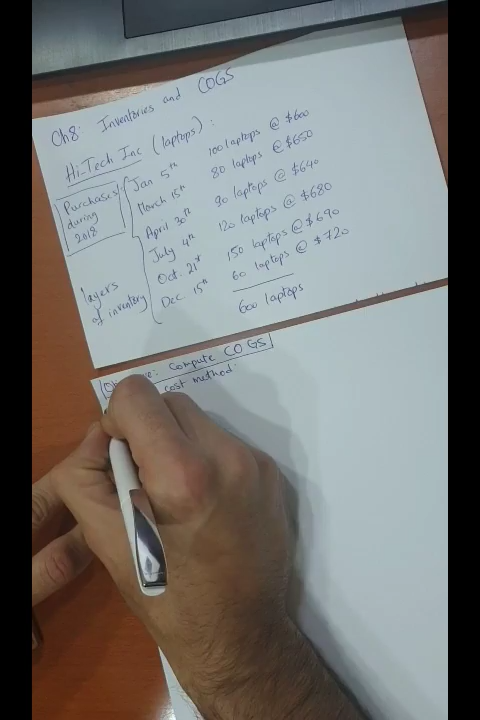 Ch8: Inventories and COGS
Hi-Tech Inc (laptops) :
Purchases during 2018
Jan 5th 100 laptops @ $600
March 15th 80 laptops @ $650
April 30th 90 laptops @ $640
July 4th 120 laptops @ $680
Oct. 21st 150 laptops @ $690
Dec. 15th 60 laptops @ $720
600 laptops
layers
of inventory
Compute COGS
cost method: